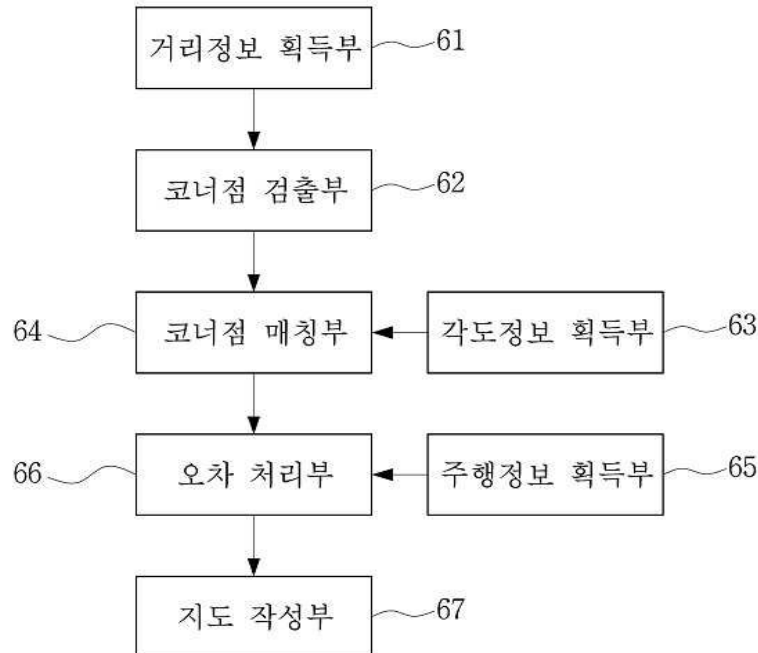 거리정보 획득부
61
코너점 검출부
62
64
코너점 매칭부
각도정보 획득부
63
66
오차 처리부
주행정보 획득부
65
지도 작성부
67